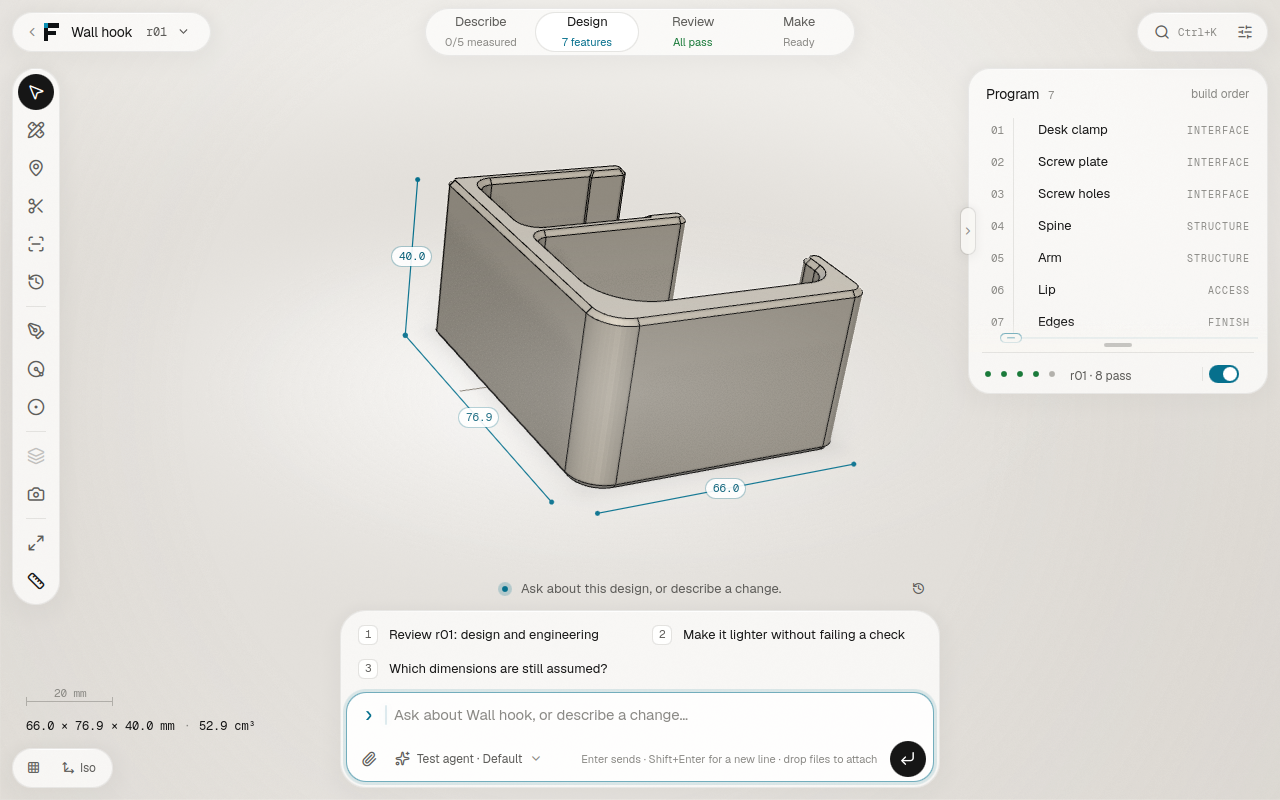 Wall hook r01
Describe
0/5 measured
Design
7 features
Review
All pass
Make
Ready
Ctrl+K
Program 7 build order
01 Desk clamp INTERFACE
02 Screw plate INTERFACE
03 Screw holes INTERFACE
04 Spine STRUCTURE
05 Arm STRUCTURE
06 Lip ACCESS
07 Edges FINISH
r01 · 8 pass
40.0
76.9
66.0
Ask about this design, or describe a change.
1 Review r01: design and engineering
2 Make it lighter without failing a check
3 Which dimensions are still assumed?
Ask about Wall hook, or describe a change…
Test agent · Default
Enter sends · Shift+Enter for a new line · drop files to attach
20 mm
66.0 × 76.9 × 40.0 mm · 52.9 cm³
Iso